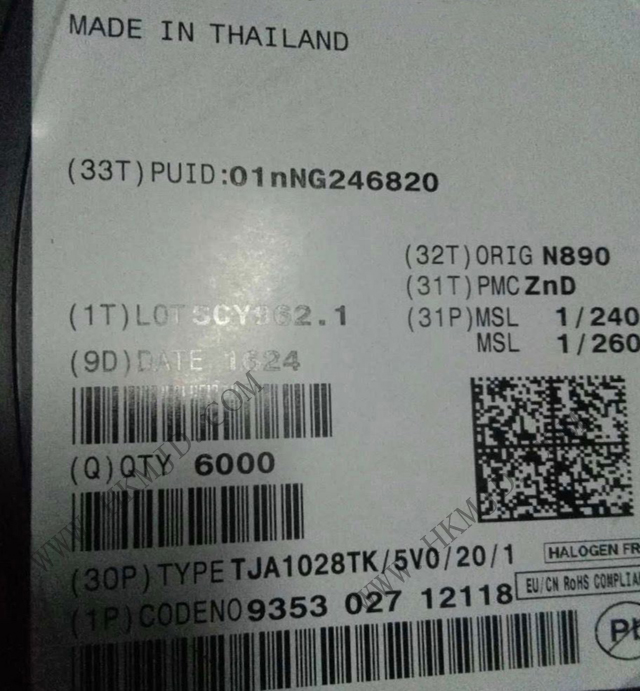 MADE IN THAILAND
(33T)PUID:01nNG246820
(32T)ORIG N890
(31T)PMC ZnD
(1T)LOT
(31P)MSL 1/240
(9D)DATE 1624
MSL 1/260
(Q)QTY 6000
(30P)TYPE TJA1028TK/5V0/20/1
HALOGEN FR
(1P)CODENO 9353 027 12118
EU/CN RoHS COMPLIA
Pb